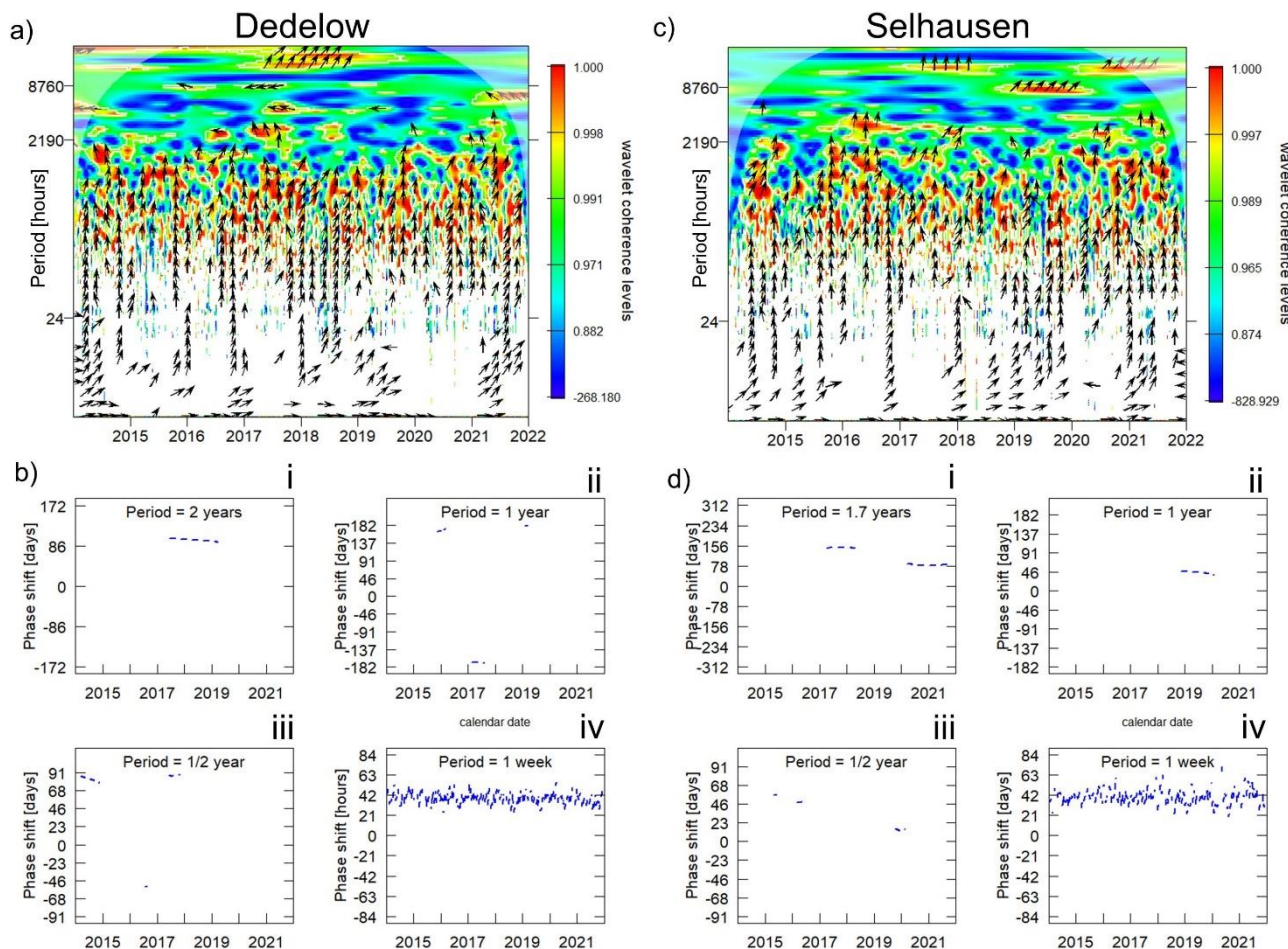 a)
Dedelow
Period [hours]
8760
2190
24
2015 2016 2017 2018 2019 2020 2021 2022
1.000
0.998
0.991
0.971
0.882
-268.180
wavelet coherence levels
c)
Selhausen
Period [hours]
8760
2190
24
2015 2016 2017 2018 2019 2020 2021 2022
1.000
0.997
0.989
0.965
0.874
-828.929
wavelet coherence levels
b)
i
Period = 2 years
Phase shift [days]
172
86
0
-86
-172
2015 2017 2019 2021
ii
Period = 1 year
Phase shift [days]
182
137
91
46
0
-46
-91
-137
-182
2015 2017 2019 2021
calendar date
iii
Period = 1/2 year
Phase shift [days]
91
68
46
23
0
-23
-46
-68
-91
2015 2017 2019 2021
iv
Period = 1 week
Phase shift [hours]
84
63
42
21
0
-21
-42
-63
-84
2015 2017 2019 2021
d)
i
Period = 1.7 years
Phase shift [days]
312
234
156
78
0
-78
-156
-234
-312
2015 2017 2019 2021
ii
Period = 1 year
Phase shift [days]
182
137
91
46
0
-46
-91
-137
-182
2015 2017 2019 2021
calendar date
iii
Period = 1/2 year
Phase shift [days]
91
68
46
23
0
-23
-46
-68
-91
2015 2017 2019 2021
iv
Period = 1 week
Phase shift [hours]
84
63
42
21
0
-21
-42
-63
-84
2015 2017 2019 2021